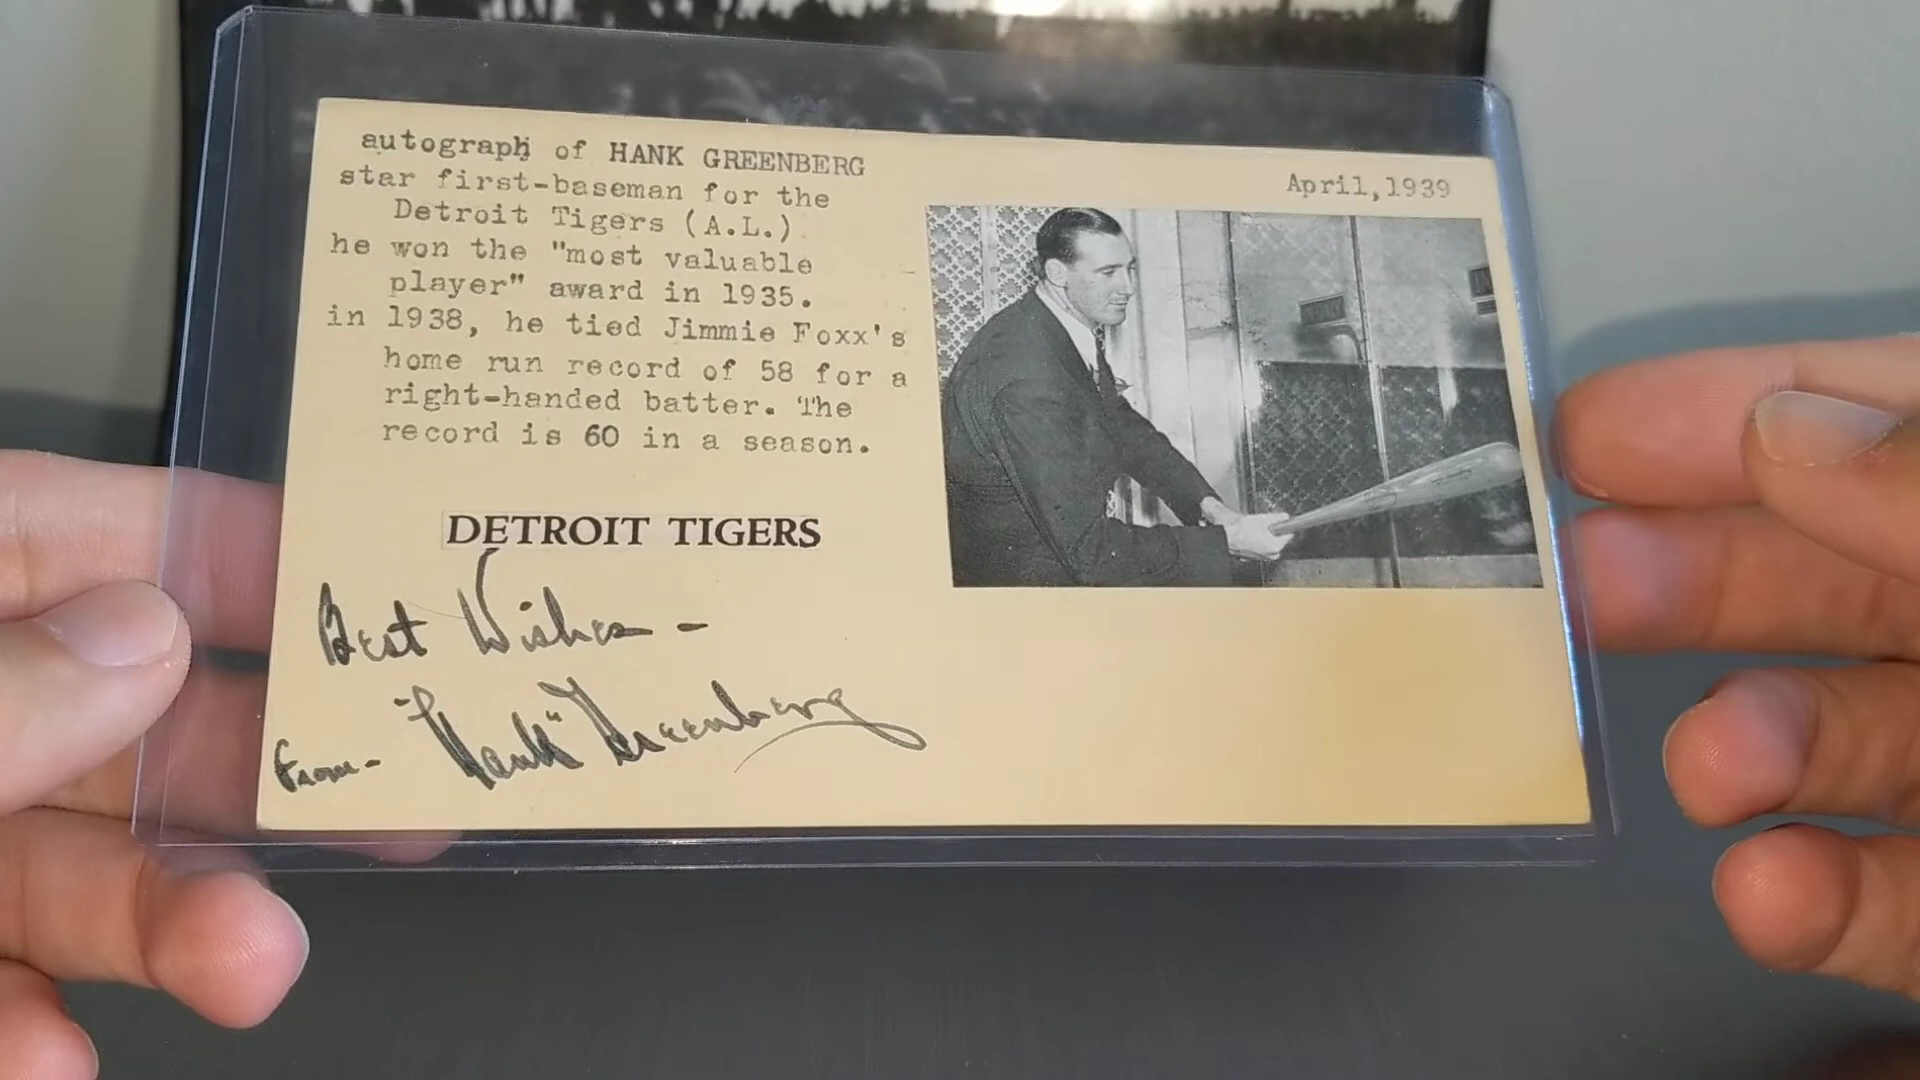 autograph of HANK GREENBERG
star first-baseman for the
Detroit Tigers (A.L.)
he won the "most valuable
player" award in 1935.
in 1938, he tied Jimmie Foxx's
home run record of 58 for a
right-handed batter. The
record is 60 in a season.
April,1939
DETROIT TIGERS
Best Wishes -
From - "Hank" Greenberg